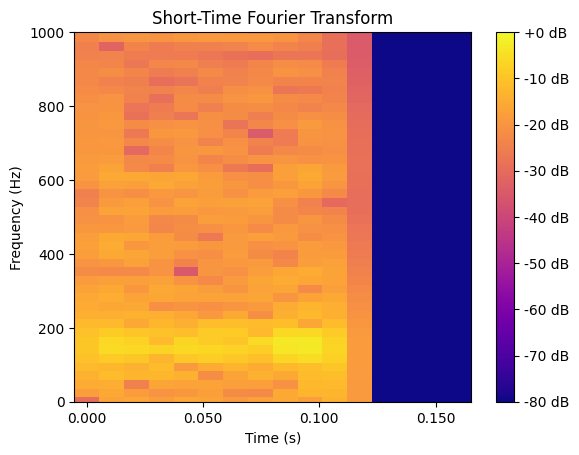 Short-Time Fourier Transform
1000
800
600
400
200
0
Frequency (Hz)
0.000
0.050
0.100
0.150
Time (s)
+0 dB
-10 dB
-20 dB
-30 dB
-40 dB
-50 dB
-60 dB
-70 dB
-80 dB